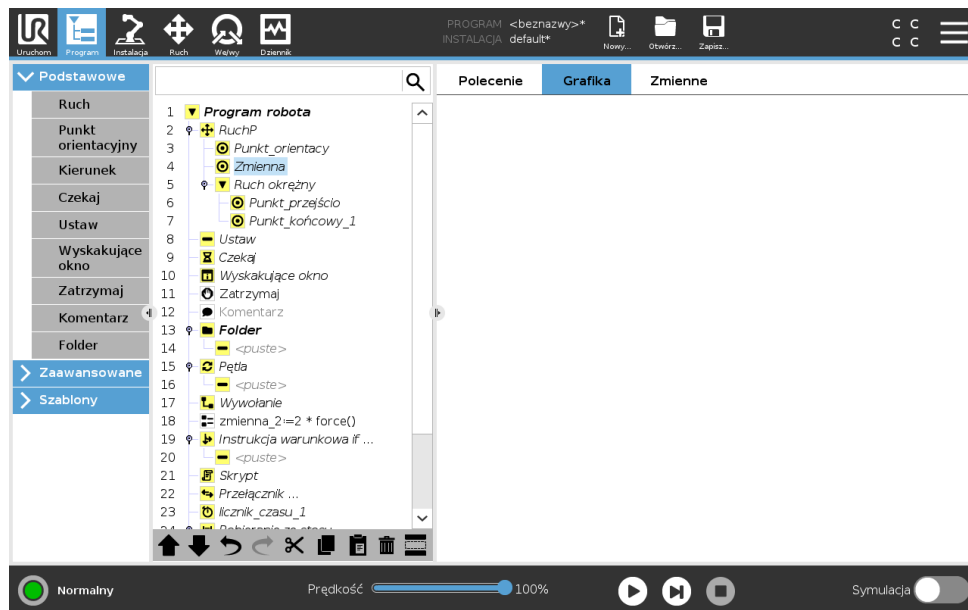 PROGRAM <beznazwy>*
INSTALACJA default*
Uruchom Program Instalacja Ruch We/wy Dziennik Nowy... Otwórz... Zapisz...
C C
C C
Podstawowe
Ruch
Punkt
orientacyjny
Kierunek
Czekaj
Ustaw
Wyskakujące
okno
Zatrzymaj
Komentarz
Folder
Zaawansowane
Szablony
1 Program robota
2 RuchP
3 Punkt_orientacy
4 Zmienna
5 Ruch okrężny
6 Punkt_przejścio
7 Punkt_końcowy_1
8 Ustaw
9 Czekaj
10 Wyskakujące okno
11 Zatrzymaj
12 Komentarz
13 Folder
14 <puste>
15 Pętla
16 <puste>
17 Wywołanie
18 zmienna_2:=2 * force()
19 Instrukcja warunkowa if ...
20 <puste>
21 Skrypt
22 Przełącznik ...
23 licznik_czasu_1
Polecenie Grafika Zmienne
Normalny Prędkość 100% Symulacja